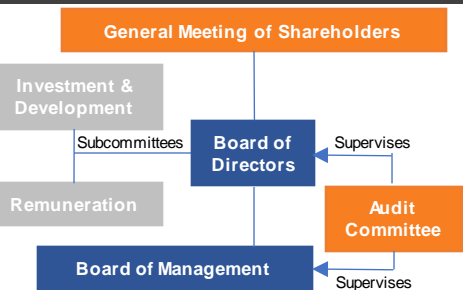 General Meeting of Shareholders
Investment &
Development
Subcommittees
Board of
Directors
Supervises
Remuneration
Audit
Committee
Board of Management
Supervises